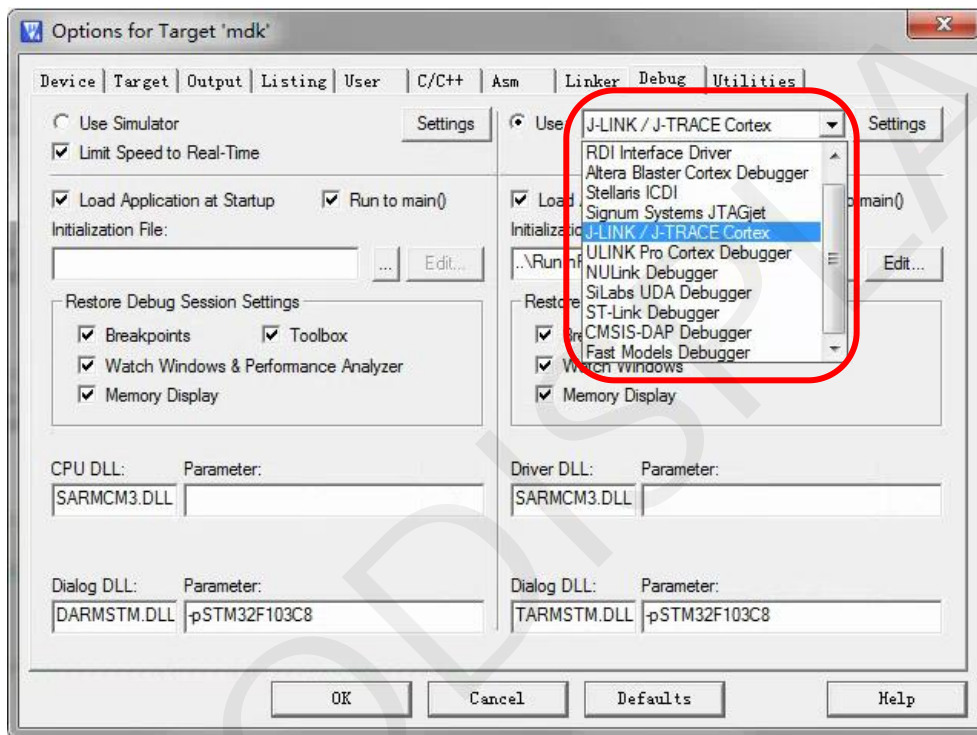 Options for Target 'mdk'
Device Target Output Listing User C/C++ Asm Linker Debug Utilities
Use Simulator Settings
Limit Speed to Real-Time
Use: J-LINK / J-TRACE Cortex Settings
RDI Interface Driver
Altera Blaster Cortex Debugger
Stellaris ICDI
Signum Systems JTAGjet
J-LINK / J-TRACE Cortex
ULINK Pro Cortex Debugger
NULink Debugger
SiLabs UDA Debugger
ST-Link Debugger
CMSIS-DAP Debugger
Fast Models Debugger
Load Application at Startup Run to main()
Initialization File:
... Edit...
Restore Debug Session Settings
Breakpoints Toolbox
Watch Windows & Performance Analyzer
Memory Display
main()
Edit...
Watch Windows
Memory Display
CPU DLL: Parameter:
SARMCM3.DLL
Driver DLL: Parameter:
SARMCM3.DLL
Dialog DLL: Parameter:
DARMSTM.DLL -pSTM32F103C8
Dialog DLL: Parameter:
TARMSTM.DLL -pSTM32F103C8
OK Cancel Defaults Help